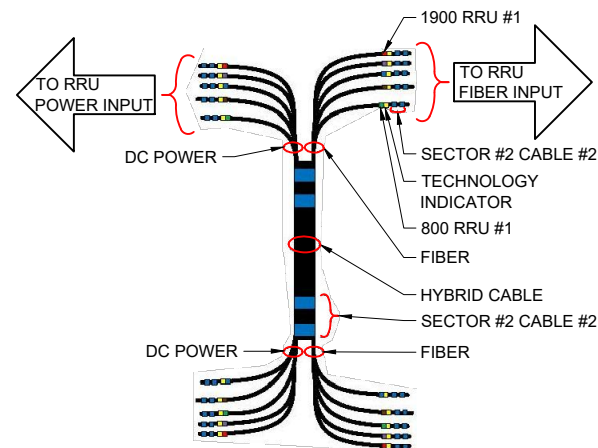 1900 RRU #1
TO RRU
POWER INPUT
TO RRU
FIBER INPUT
DC POWER
SECTOR #2 CABLE #2
TECHNOLOGY
INDICATOR
800 RRU #1
FIBER
HYBRID CABLE
SECTOR #2 CABLE #2
DC POWER
FIBER